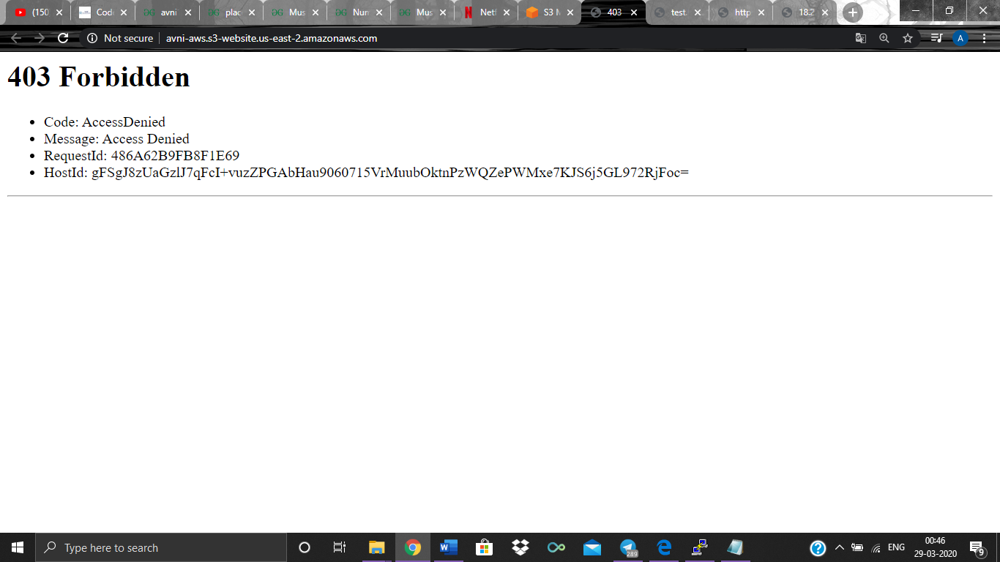 (150
Cod
avni
plac
Mus
Nun
Mus
Netf
S3 M
403
test.
http
18.2
Not secure
avni-aws.s3-website.us-east-2.amazonaws.com
A
403 Forbidden
• Code: AccessDenied
• Message: Access Denied
• RequestId: 486A62B9FB8F1E69
• HostId: gFSgJ8zUaGzlJ7qFcI+vuzZPGAbHau9060715VrMuubOktnPzWQZePWMxe7KJS6j5GL972RjFoc=
Type here to search
289
ENG
00:46
29-03-2020
9